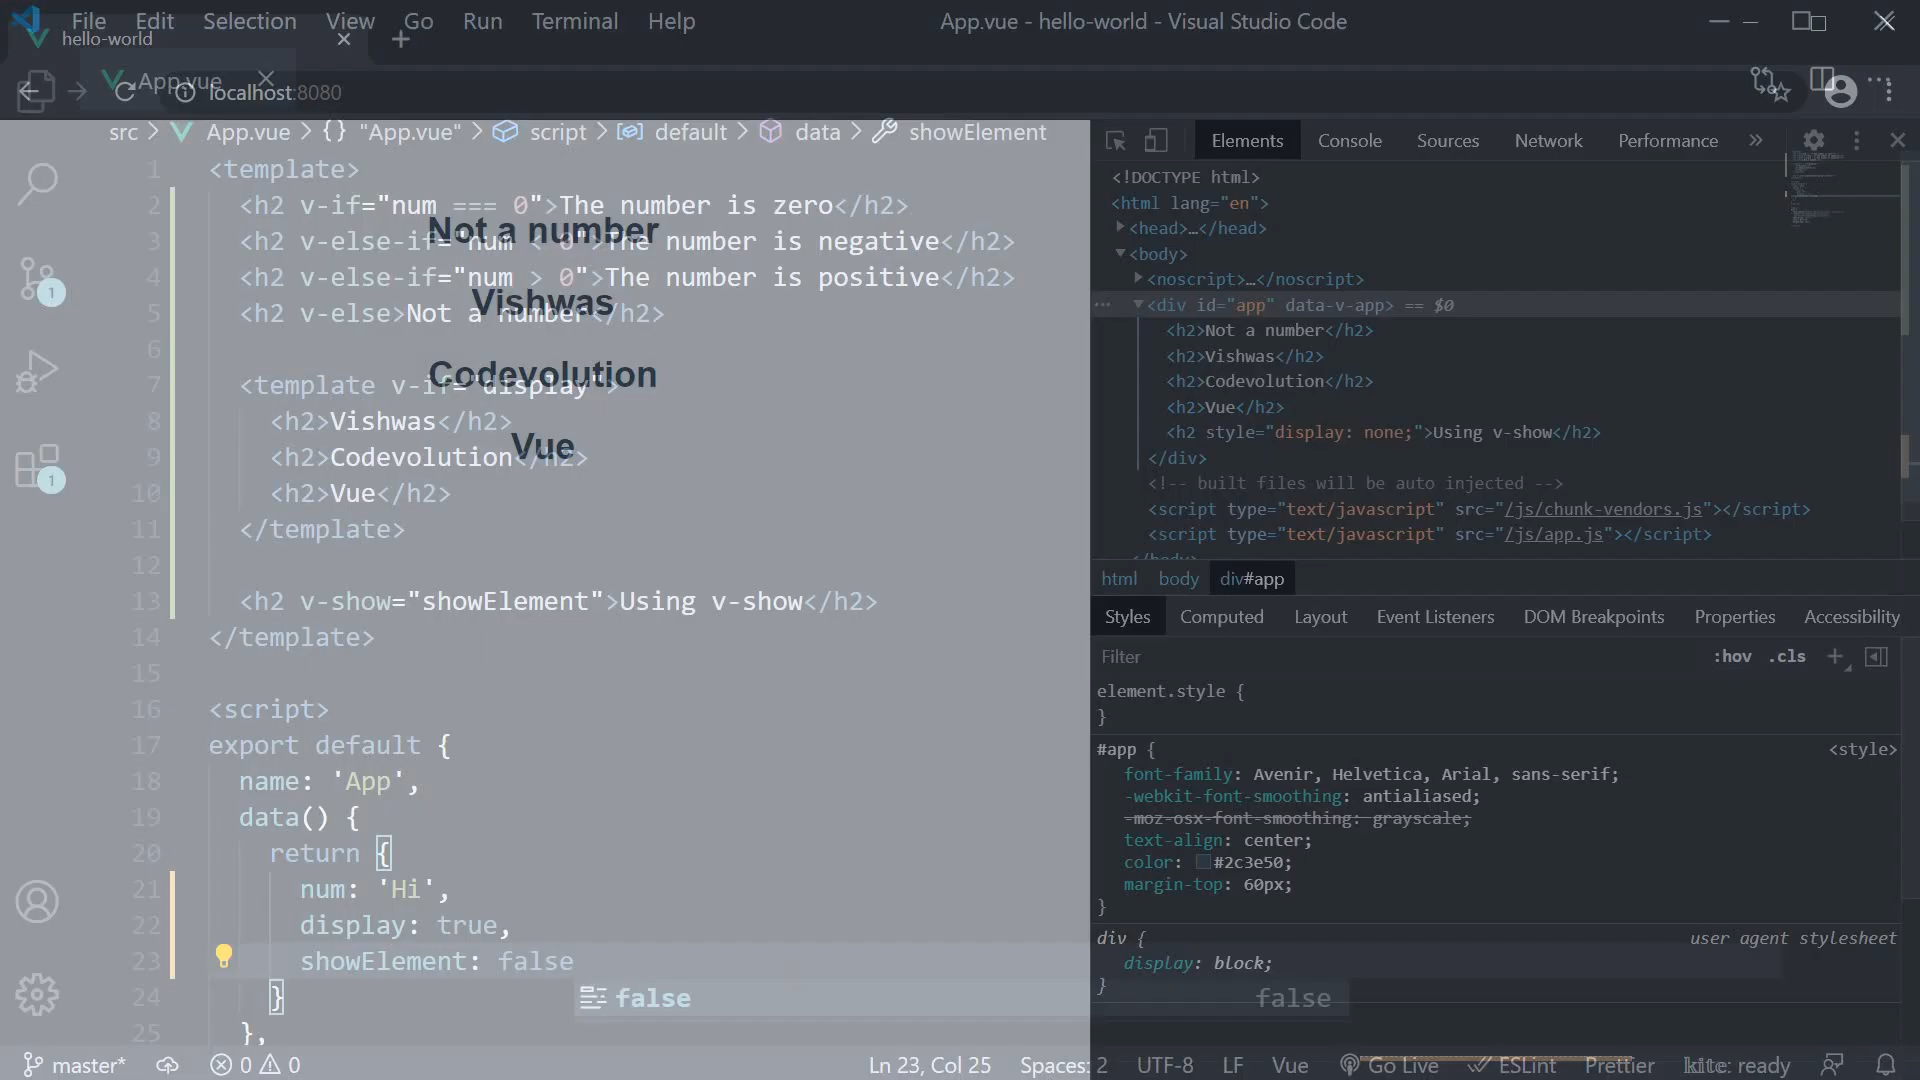 File Edit Selection View Go Run Terminal Help App.vue - hello-world - Visual Studio Code
hello-world
App.vue
localhost:8080
src > App.vue > {} "App.vue" > script > default > data > showElement
1 <template>
2 <h2 v-if="num === 0">The number is zero</h2>
3 <h2 v-else-if="num < 0">The number is negative</h2>
4 <h2 v-else-if="num > 0">The number is positive</h2>
5 <h2 v-else>Not a number</h2>
6
7 <template v-if="display">
8 <h2>Vishwas</h2>
9 <h2>Codevolution</h2>
10 <h2>Vue</h2>
11 </template>
12
13 <h2 v-show="showElement">Using v-show</h2>
14 </template>
15
16 <script>
17 export default {
18 name: 'App',
19 data() {
20 return {
21 num: 'Hi',
22 display: true,
23 showElement: false
24 }
25 },
false false
Not a number
Vishwas
Codevolution
Vue
1
1
Elements Console Sources Network Performance »
<!DOCTYPE html>
<html lang="en">
<head>…</head>
<body>
<noscript>…</noscript>
<div id="app" data-v-app> == $0
<h2>Not a number</h2>
<h2>Vishwas</h2>
<h2>Codevolution</h2>
<h2>Vue</h2>
<h2 style="display: none;">Using v-show</h2>
</div>
<!-- built files will be auto injected -->
<script type="text/javascript" src="/js/chunk-vendors.js"></script>
<script type="text/javascript" src="/js/app.js"></script>
</body>
html body div#app
Styles Computed Layout Event Listeners DOM Breakpoints Properties Accessibility
Filter :hov .cls +
element.style {
}
#app { <style>
font-family: Avenir, Helvetica, Arial, sans-serif;
-webkit-font-smoothing: antialiased;
-moz-osx-font-smoothing: grayscale;
text-align: center;
color: #2c3e50;
margin-top: 60px;
}
div { user agent stylesheet
display: block;
}
master* 0 0 Ln 23, Col 25 Spaces: 2 UTF-8 LF Vue Go Live ESLint Prettier kite: ready